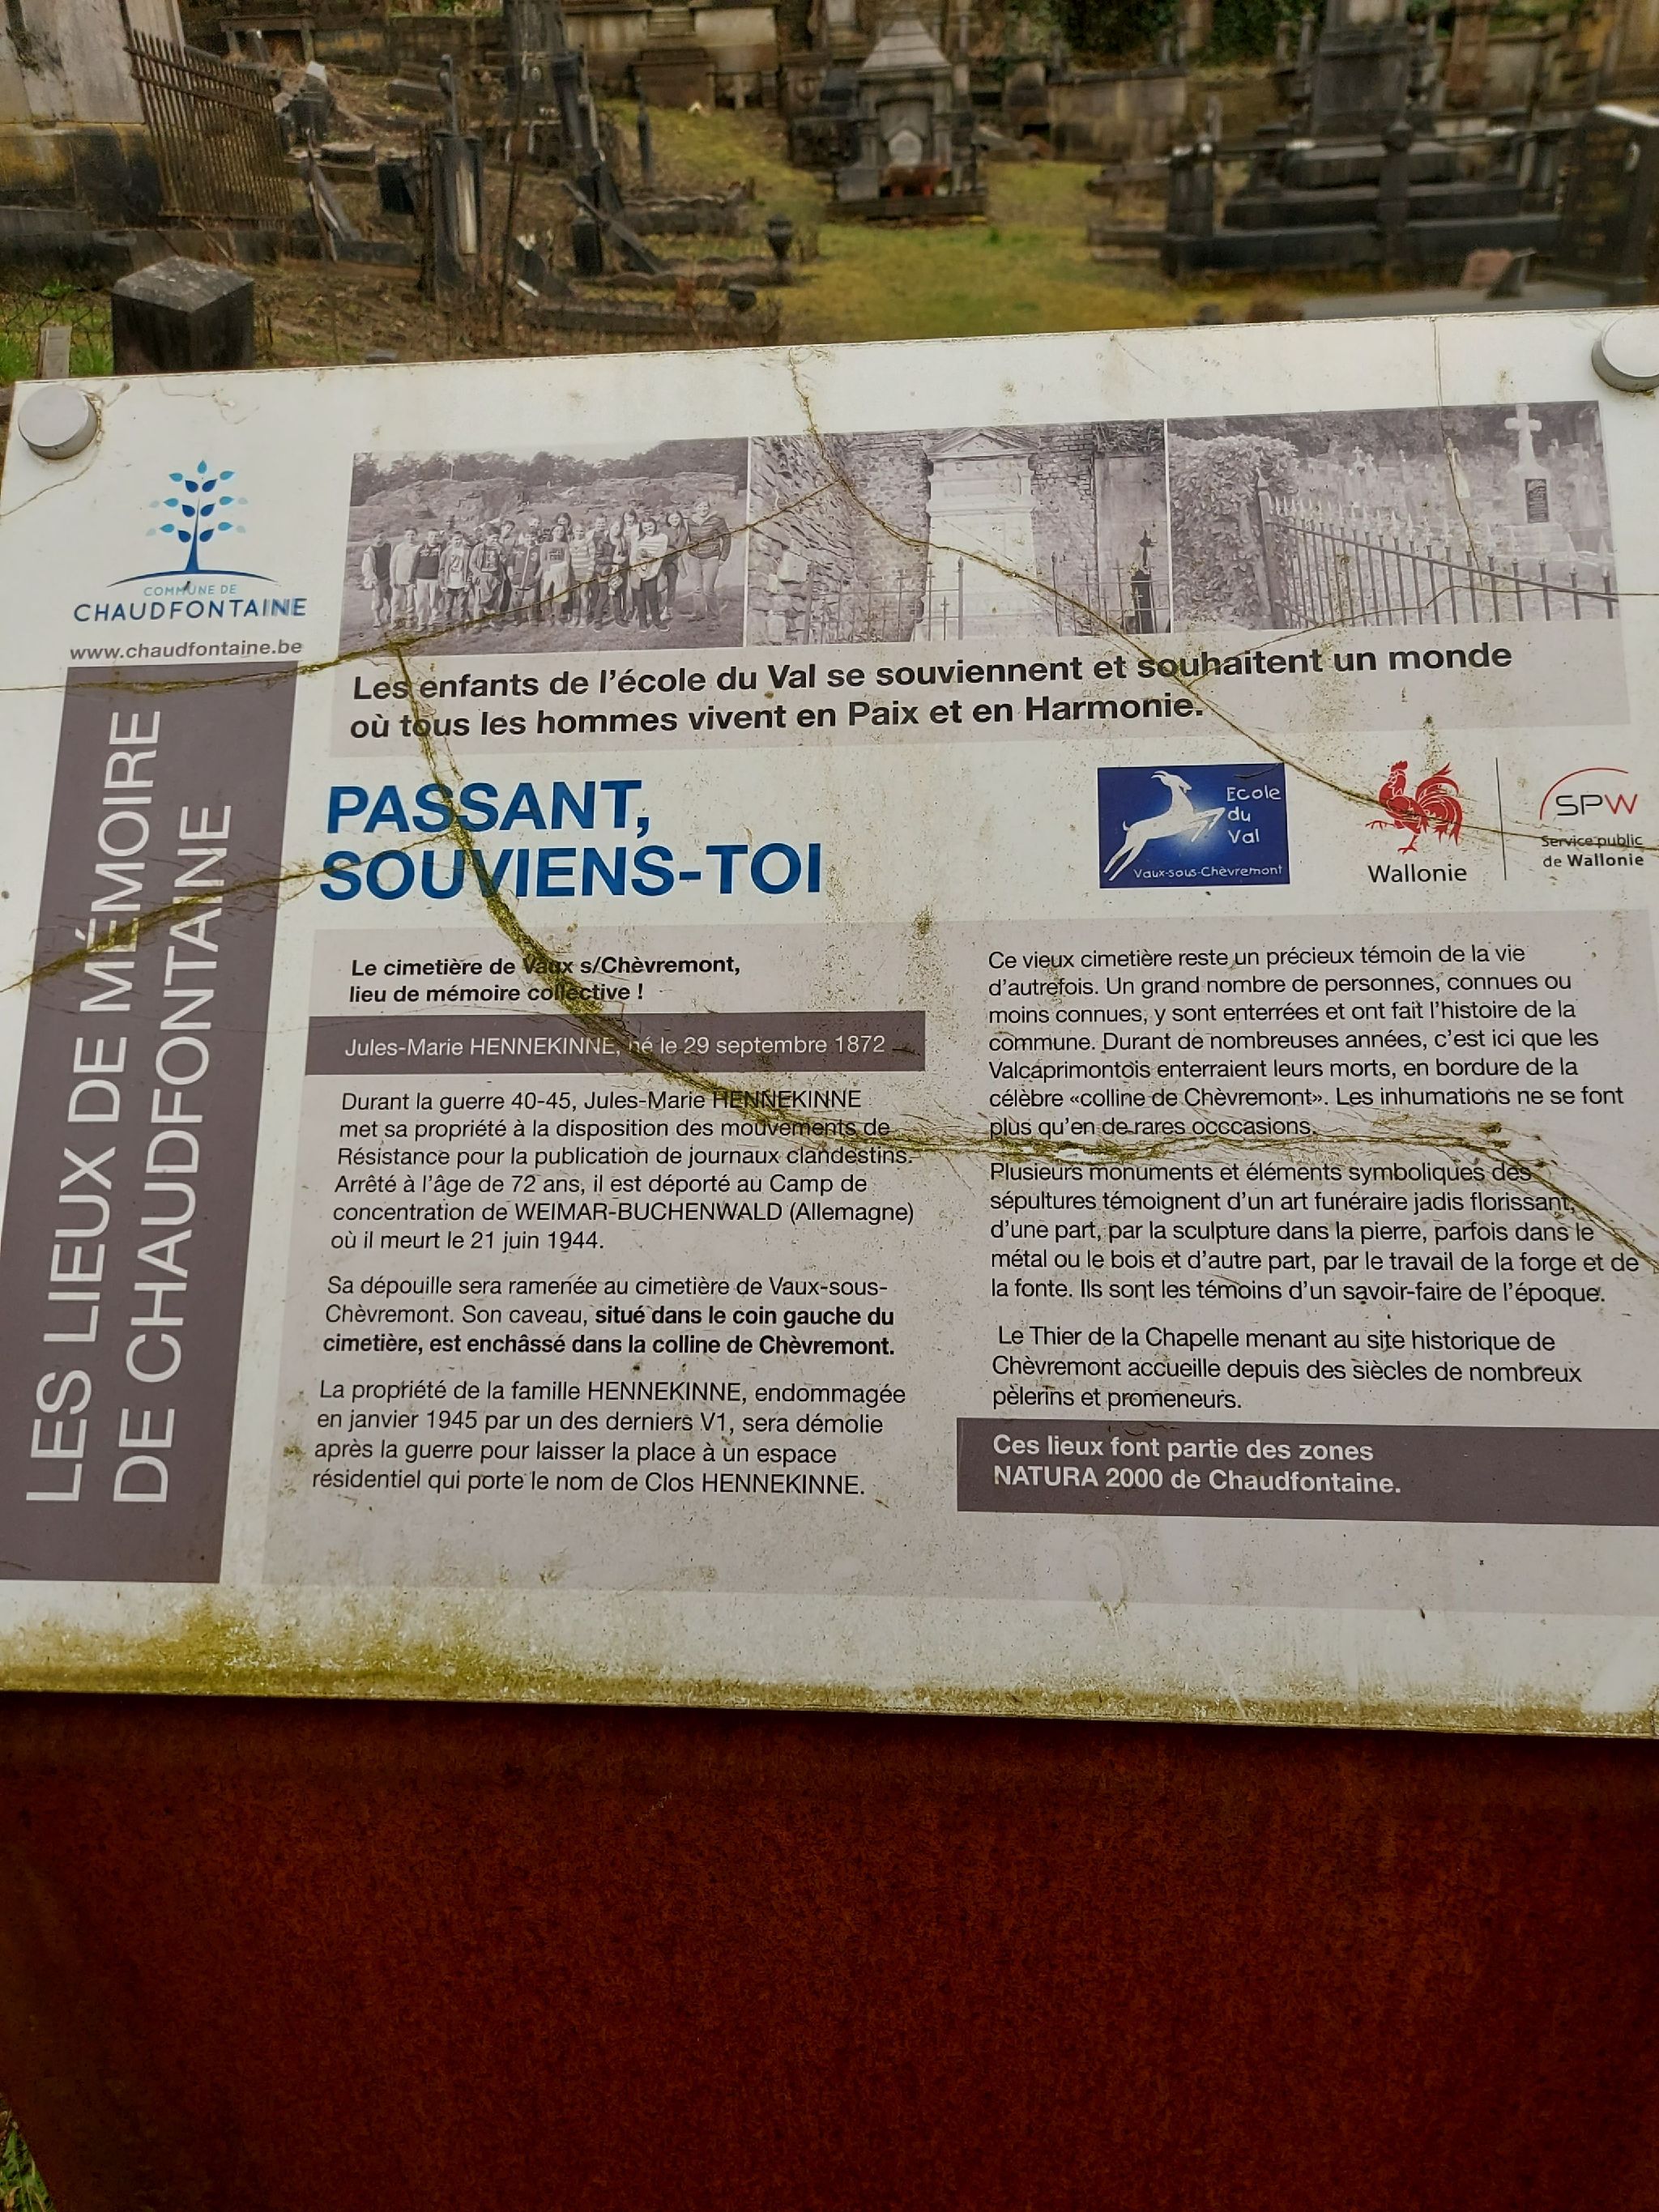 COMMUNE DE
CHAUDFONTAINE
www.chaudfontaine.be
LES LIEUX DE MÉMOIRE
DE CHAUDFONTAINE
Les enfants de l'école du Val se souviennent et souhaitent un monde
où tous les hommes vivent en Paix et en Harmonie.
PASSANT,
SOUVIENS-TOI
Ecole
du
Val
Vaux-sous-Chèvremont
Wallonie
SPW
Service public
de Wallonie
Le cimetière de Vaux s/Chèvremont,
lieu de mémoire collective !
Jules-Marie HENNEKINNE, né le 29 septembre 1872
Durant la guerre 40-45, Jules-Marie HENNEKINNE
met sa propriété à la disposition des mouvements de
Résistance pour la publication de journaux clandestins.
Arrêté à l'âge de 72 ans, il est déporté au Camp de
concentration de WEIMAR-BUCHENWALD (Allemagne)
où il meurt le 21 juin 1944.
Sa dépouille sera ramenée au cimetière de Vaux-sous-
Chèvremont. Son caveau, situé dans le coin gauche du
cimetière, est enchâssé dans la colline de Chèvremont.
La propriété de la famille HENNEKINNE, endommagée
en janvier 1945 par un des derniers V1, sera démolie
après la guerre pour laisser la place à un espace
résidentiel qui porte le nom de Clos HENNEKINNE.
Ce vieux cimetière reste un précieux témoin de la vie
d'autrefois. Un grand nombre de personnes, connues ou
moins connues, y sont enterrées et ont fait l'histoire de la
commune. Durant de nombreuses années, c'est ici que les
Valcaprimontois enterraient leurs morts, en bordure de la
célèbre «colline de Chèvremont». Les inhumations ne se font
plus qu'en de rares occcasions.
Plusieurs monuments et éléments symboliques des
sépultures témoignent d'un art funéraire jadis florissant,
d'une part, par la sculpture dans la pierre, parfois dans le
métal ou le bois et d'autre part, par le travail de la forge et de
la fonte. Ils sont les témoins d'un savoir-faire de l'époque.
Le Thier de la Chapelle menant au site historique de
Chèvremont accueille depuis des siècles de nombreux
pèlerins et promeneurs.
Ces lieux font partie des zones
NATURA 2000 de Chaudfontaine.